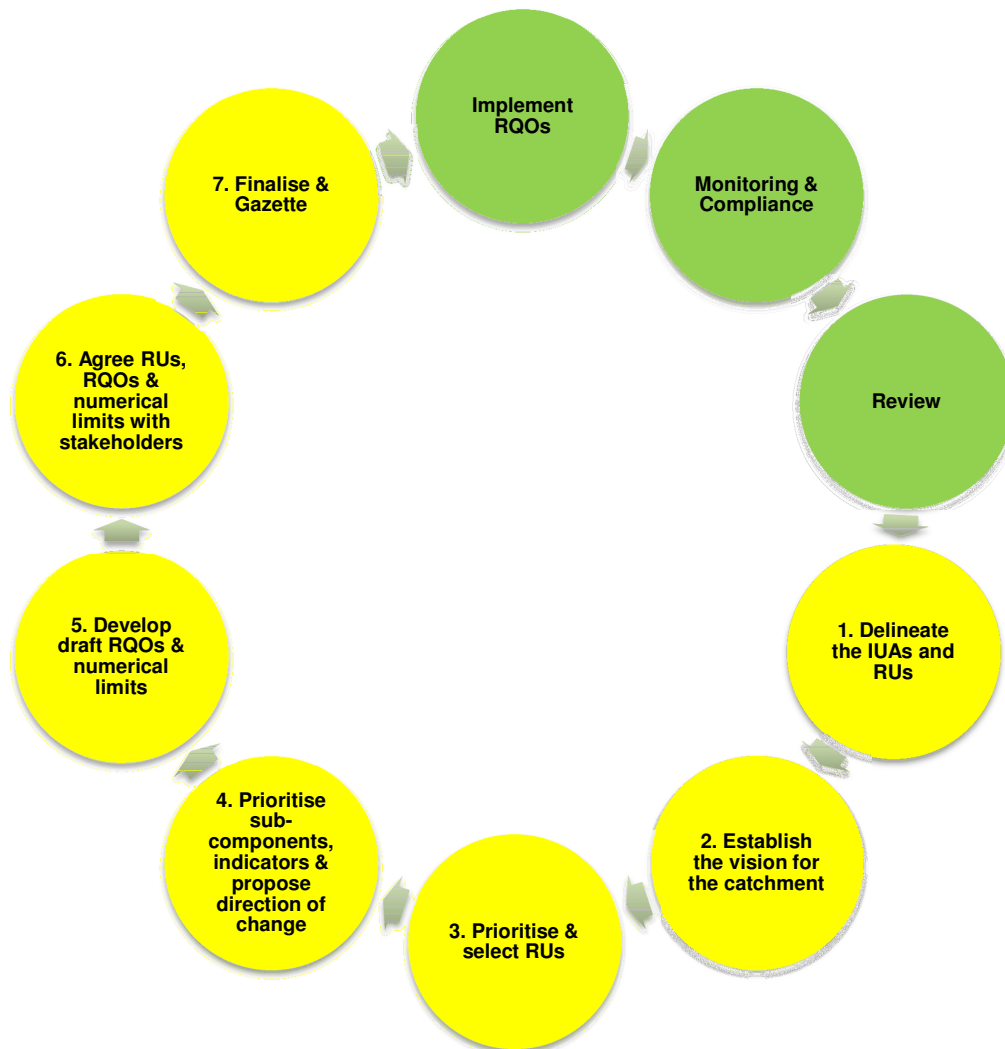 Implement
RQOs
Monitoring &
Compliance
Review
1. Delineate
the IUAs and
RUs
2. Establish
the vision for
the catchment
3. Prioritise &
select RUs
4. Prioritise
sub-
components,
indicators &
propose
direction of
change
5. Develop
draft RQOs &
numerical
limits
6. Agree RUs,
RQOs &
numerical
limits with
stakeholders
7. Finalise &
Gazette